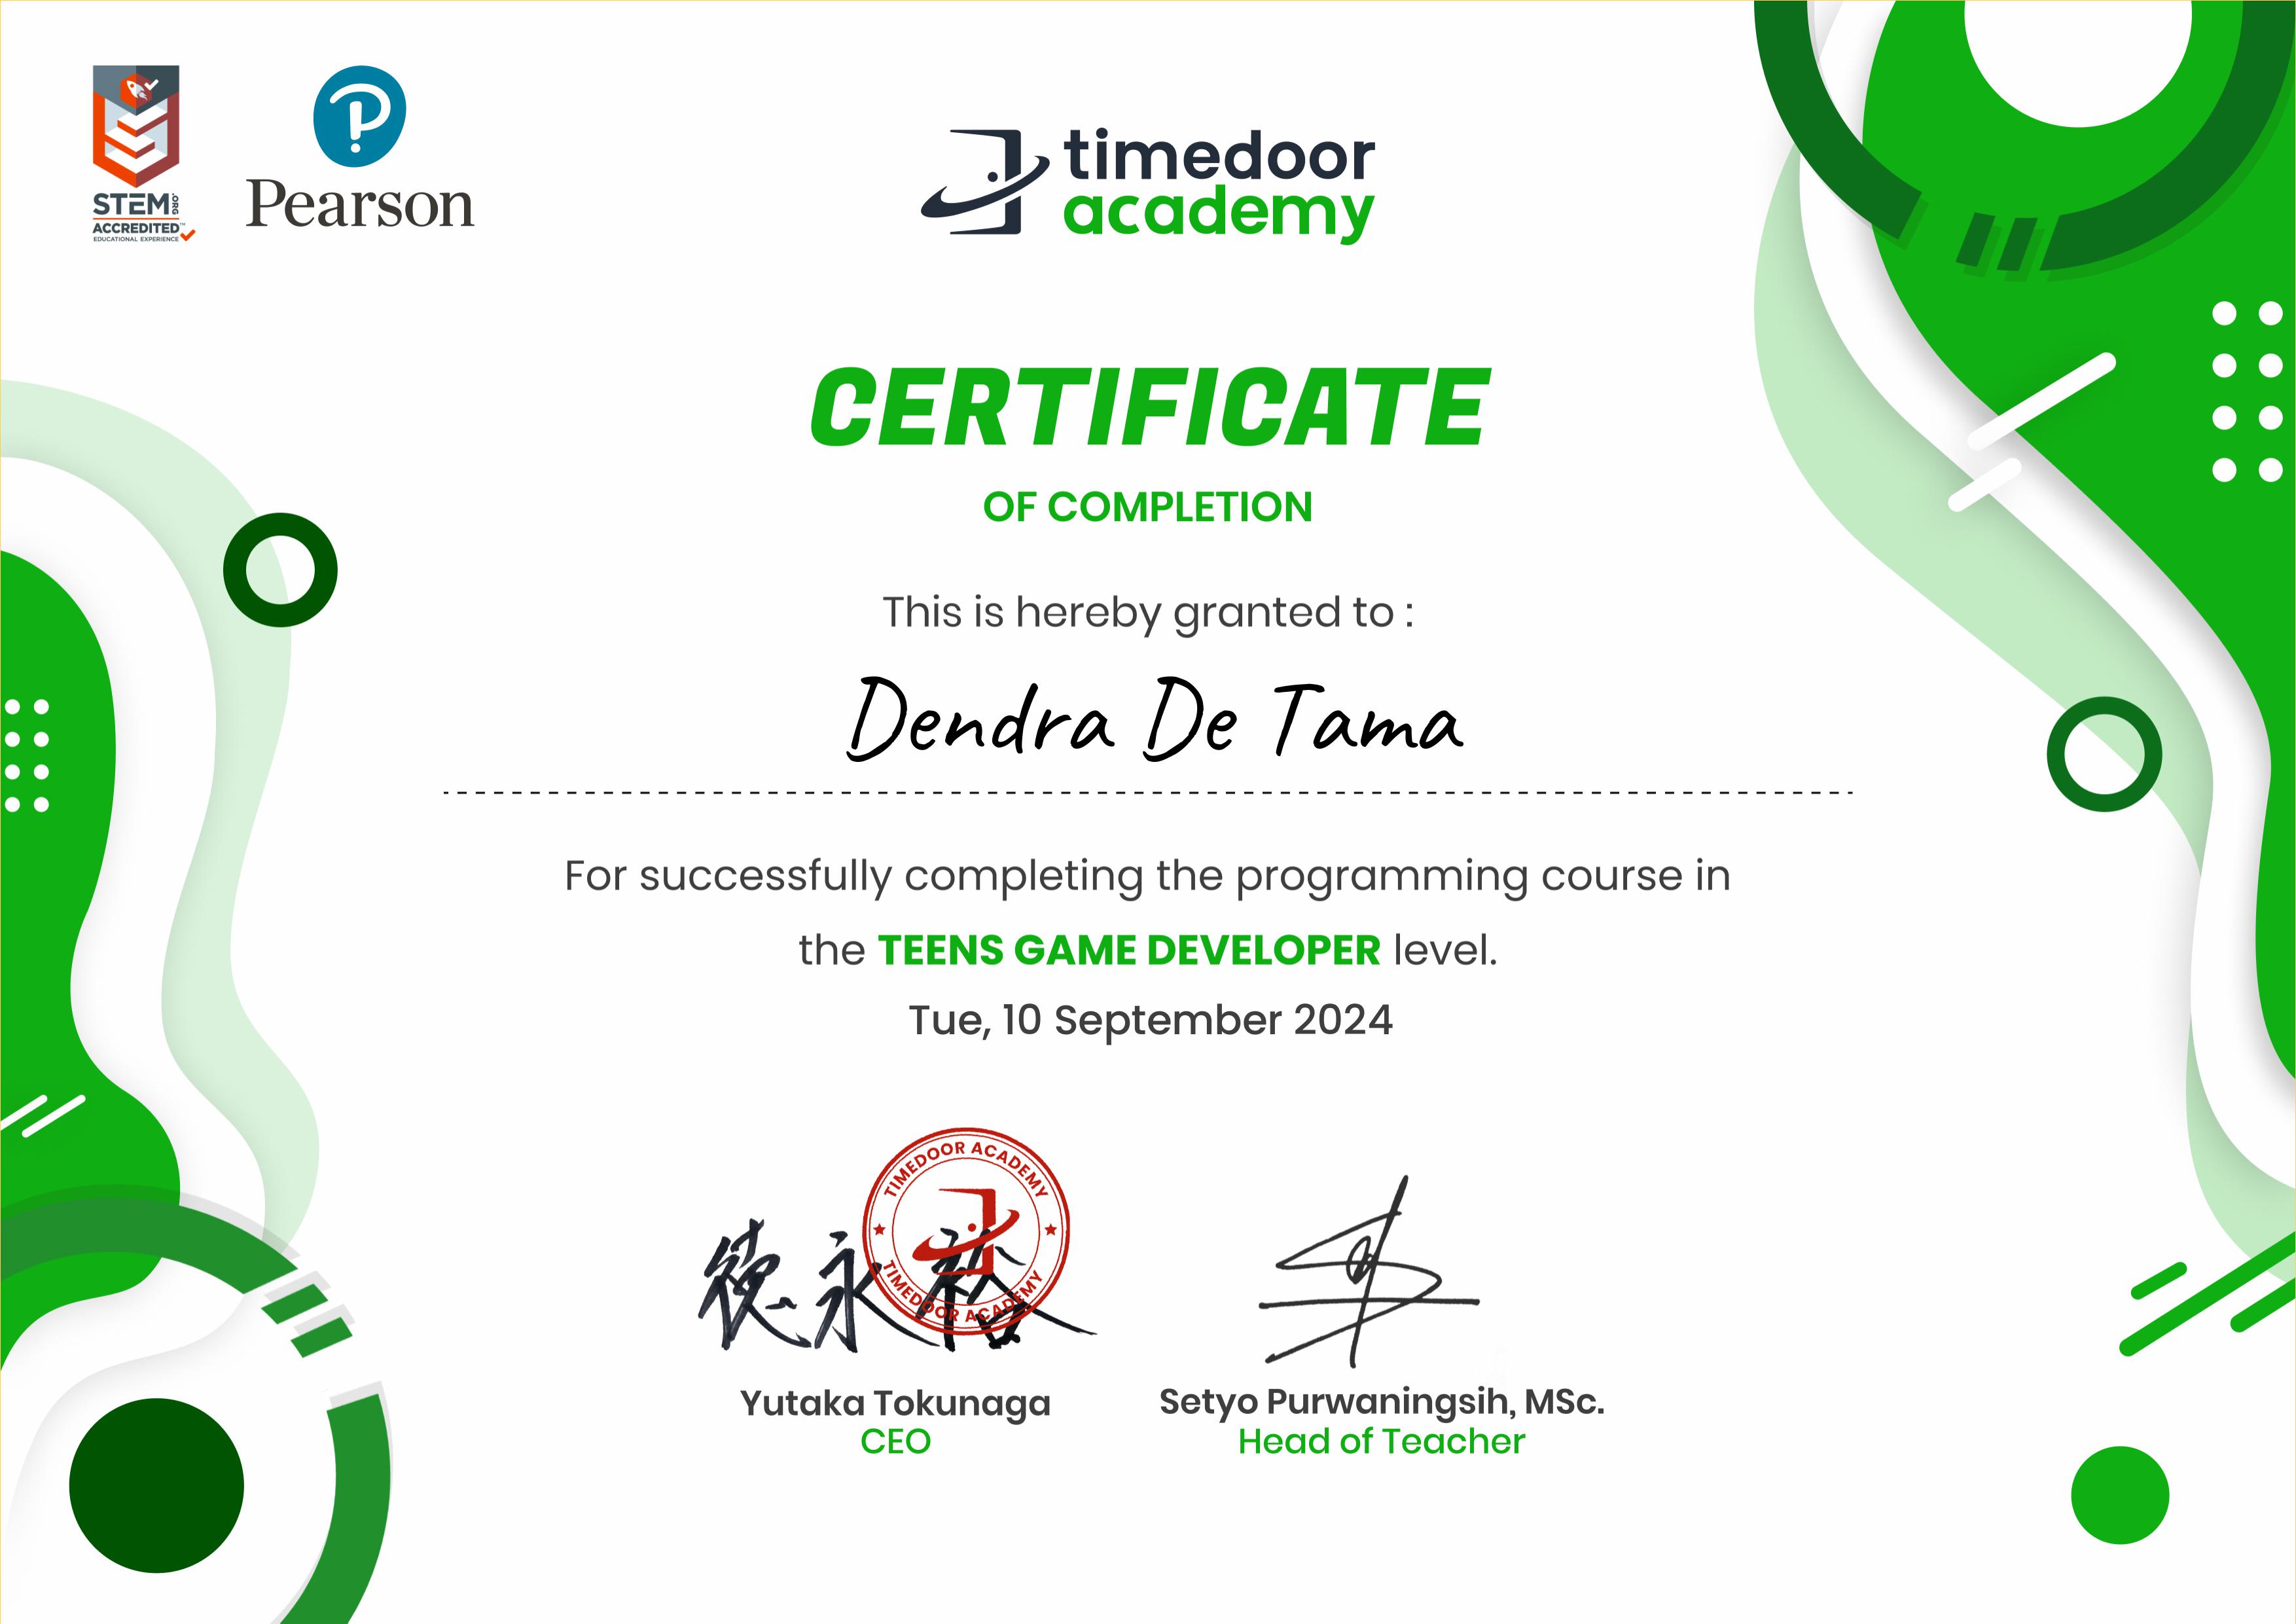 STEM.ORG
ACCREDITED™
EDUCATIONAL EXPERIENCE
Pearson
timedoor
academy
CERTIFICATE
OF COMPLETION
This is hereby granted to :
Dendra De Tama
For successfully completing the programming course in
the TEENS GAME DEVELOPER level.
Tue, 10 September 2024
TIMEDOOR ACADEMY
TIMEDOOR ACADEMY
德永裕
Yutaka Tokunaga
CEO
Setyo Purwaningsih, MSc.
Head of Teacher